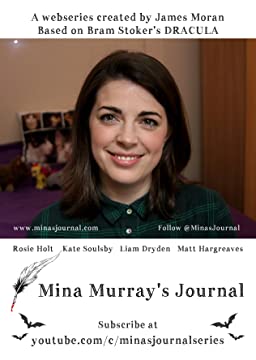 A webseries created by James Moran
Based on Bram Stoker's DRACULA
www.minasjournal.com Follow @MinasJournal
Rosie Holt Kate Soulsby Liam Dryden Matt Hargreaves
Mina Murray's Journal
Subscribe at
youtube.com/c/minasjournalseries